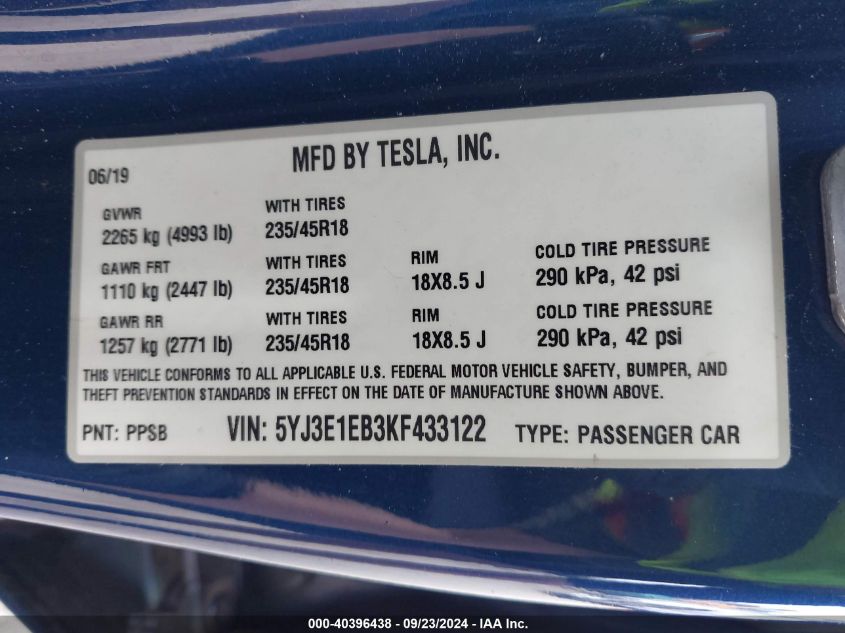 MFD BY TESLA, INC.
06/19
GVWR WITH TIRES
2265 kg (4993 lb) 235/45R18
GAWR FRT WITH TIRES RIM COLD TIRE PRESSURE
1110 kg (2447 lb) 235/45R18 18X8.5 J 290 kPa, 42 psi
GAWR RR WITH TIRES RIM COLD TIRE PRESSURE
1257 kg (2771 lb) 235/45R18 18X8.5 J 290 kPa, 42 psi
THIS VEHICLE CONFORMS TO ALL APPLICABLE U.S. FEDERAL MOTOR VEHICLE SAFETY, BUMPER, AND
THEFT PREVENTION STANDARDS IN EFFECT ON THE DATE OF MANUFACTURE SHOWN ABOVE.
PNT: PPSB VIN: 5YJ3E1EB3KF433122 TYPE: PASSENGER CAR
000-40396438 - 09/23/2024 - IAA Inc.